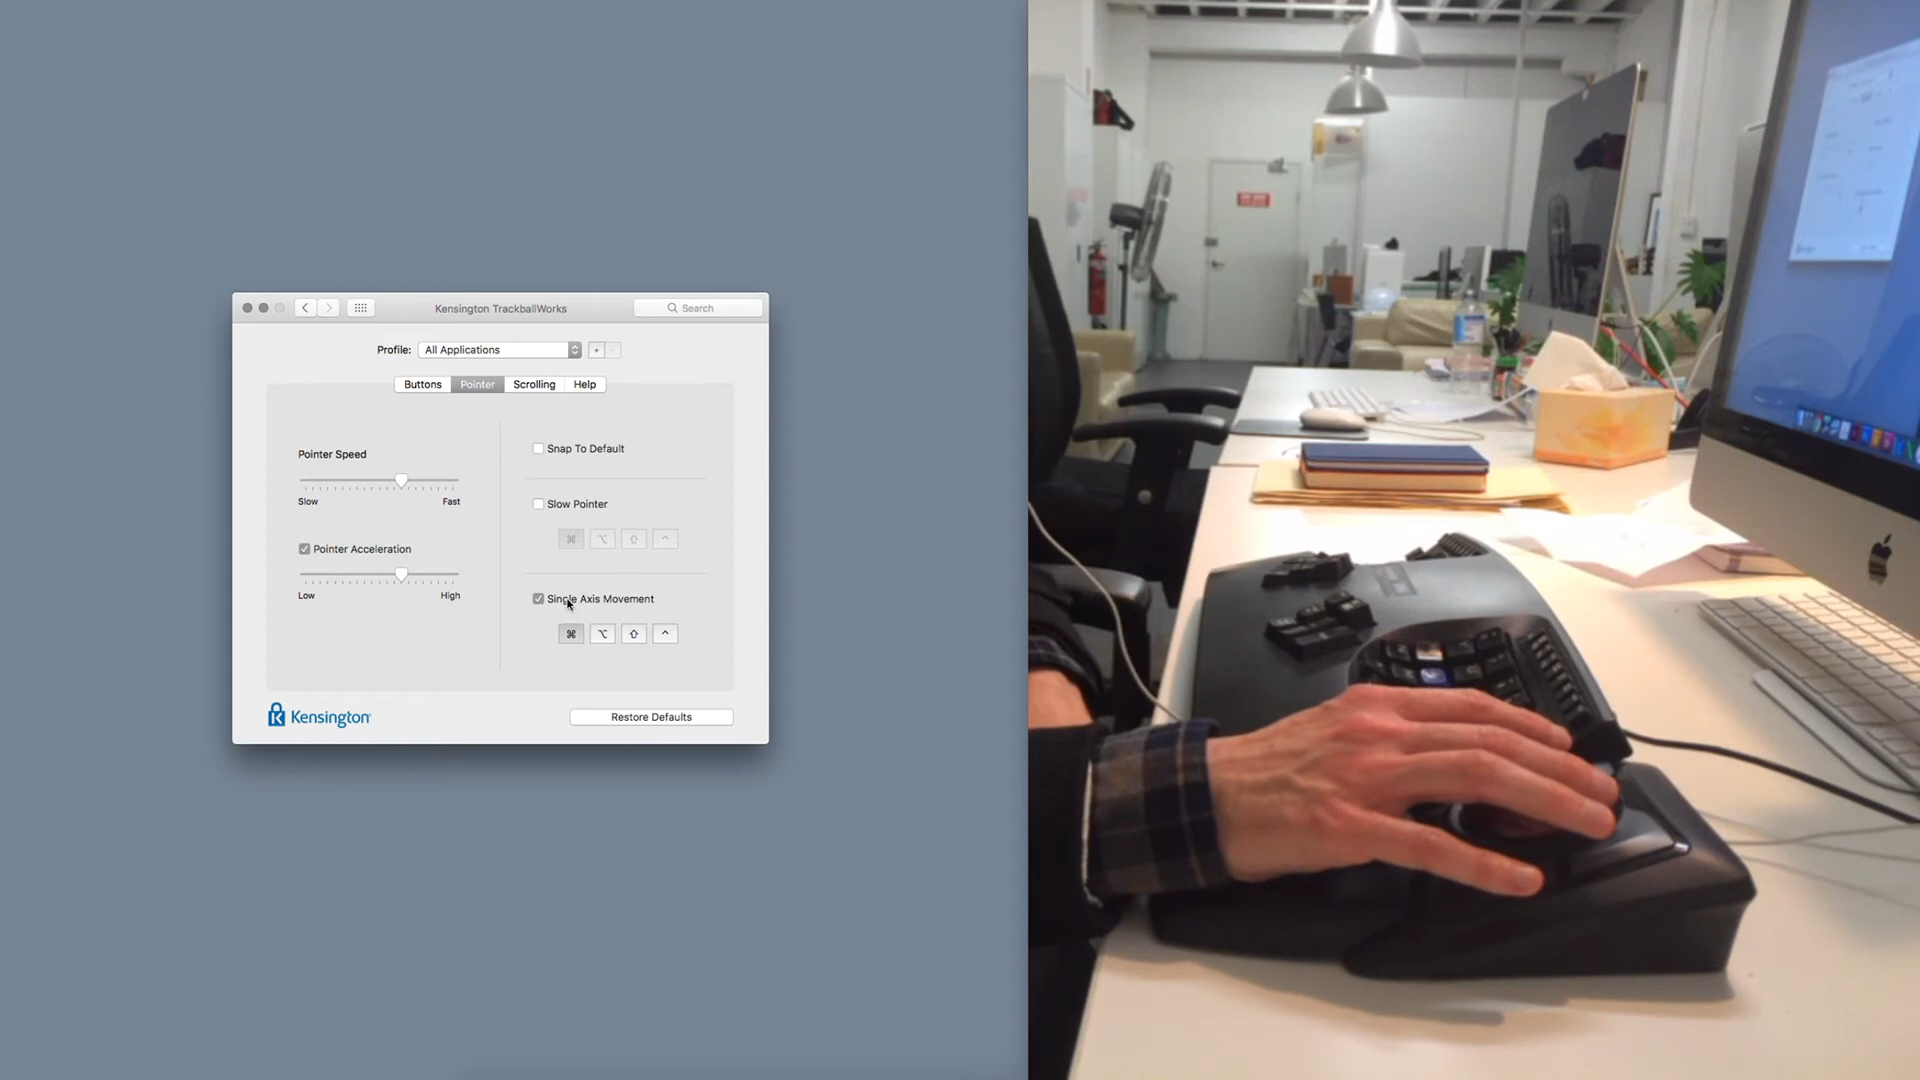 Kensington TrackballWorks
Search
Profile: All Applications
Buttons Pointer Scrolling Help
Pointer Speed
Slow Fast
Pointer Acceleration
Low High
Snap To Default
Slow Pointer
⌘ ⌥ ⇧ ^
Single Axis Movement
⌘ ⌥ ⇧ ^
Kensington
Restore Defaults